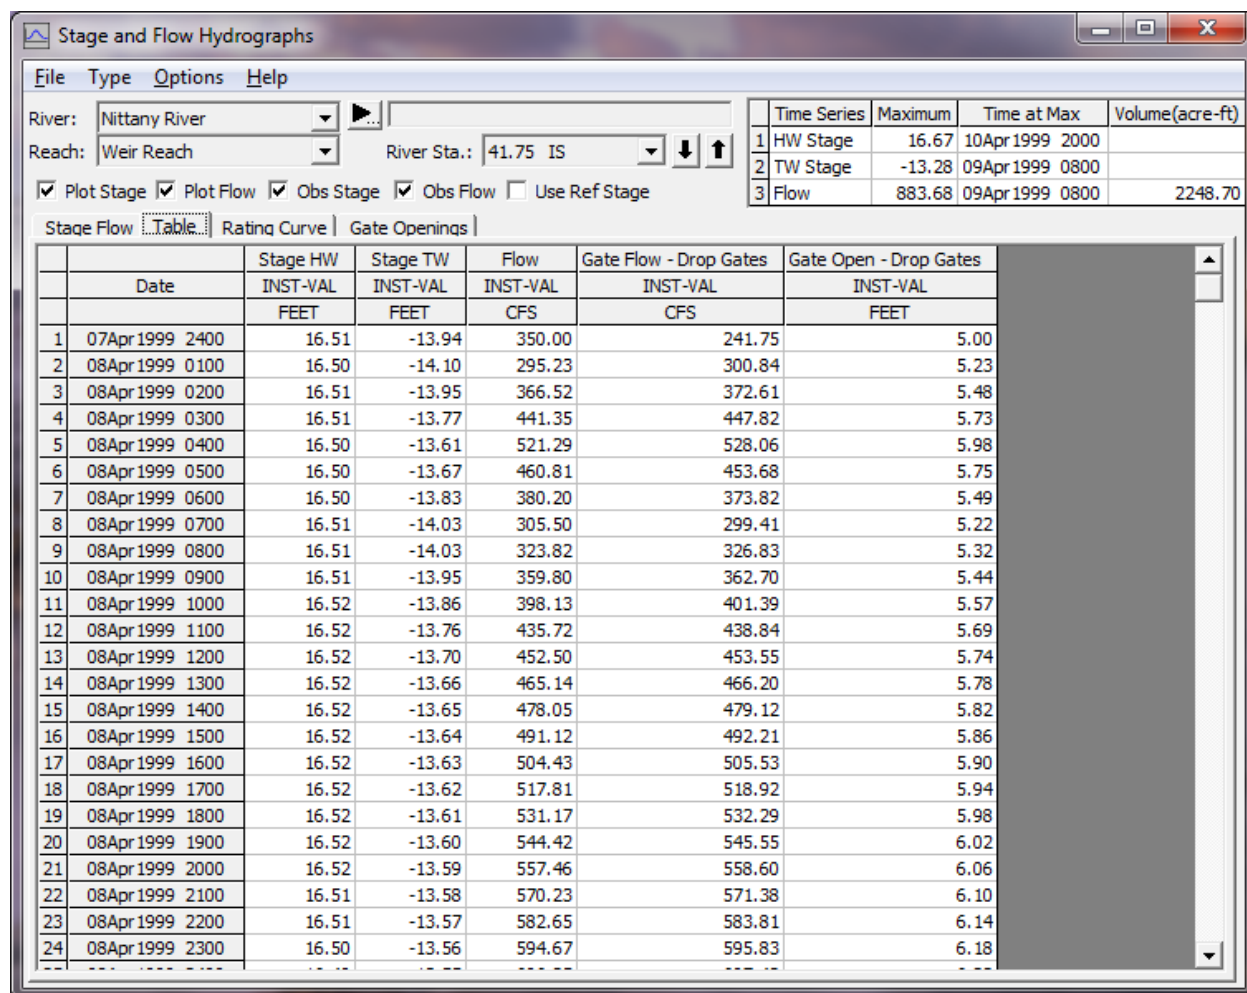 Stage and Flow Hydrographs
File Type Options Help
River: Nittany River
Reach: Weir Reach River Sta.: 41.75 IS
Plot Stage Plot Flow Obs Stage Obs Flow Use Ref Stage
Time Series Maximum Time at Max Volume(acre-ft)
1 HW Stage 16.67 10Apr1999 2000
2 TW Stage -13.28 09Apr1999 0800
3 Flow 883.68 09Apr1999 0800 2248.70
Stage Flow Table Rating Curve Gate Openings
Stage HW Stage TW Flow Gate Flow - Drop Gates Gate Open - Drop Gates
Date INST-VAL INST-VAL INST-VAL INST-VAL INST-VAL
FEET FEET CFS CFS FEET
1 07Apr1999 2400 16.51 -13.94 350.00 241.75 5.00
2 08Apr1999 0100 16.50 -14.10 295.23 300.84 5.23
3 08Apr1999 0200 16.51 -13.95 366.52 372.61 5.48
4 08Apr1999 0300 16.51 -13.77 441.35 447.82 5.73
5 08Apr1999 0400 16.50 -13.61 521.29 528.06 5.98
6 08Apr1999 0500 16.50 -13.67 460.81 453.68 5.75
7 08Apr1999 0600 16.50 -13.83 380.20 373.82 5.49
8 08Apr1999 0700 16.51 -14.03 305.50 299.41 5.22
9 08Apr1999 0800 16.51 -14.03 323.82 326.83 5.32
10 08Apr1999 0900 16.51 -13.95 359.80 362.70 5.44
11 08Apr1999 1000 16.52 -13.86 398.13 401.39 5.57
12 08Apr1999 1100 16.52 -13.76 435.72 438.84 5.69
13 08Apr1999 1200 16.52 -13.70 452.50 453.55 5.74
14 08Apr1999 1300 16.52 -13.66 465.14 466.20 5.78
15 08Apr1999 1400 16.52 -13.65 478.05 479.12 5.82
16 08Apr1999 1500 16.52 -13.64 491.12 492.21 5.86
17 08Apr1999 1600 16.52 -13.63 504.43 505.53 5.90
18 08Apr1999 1700 16.52 -13.62 517.81 518.92 5.94
19 08Apr1999 1800 16.52 -13.61 531.17 532.29 5.98
20 08Apr1999 1900 16.52 -13.60 544.42 545.55 6.02
21 08Apr1999 2000 16.52 -13.59 557.46 558.60 6.06
22 08Apr1999 2100 16.51 -13.58 570.23 571.38 6.10
23 08Apr1999 2200 16.51 -13.57 582.65 583.81 6.14
24 08Apr1999 2300 16.50 -13.56 594.67 595.83 6.18